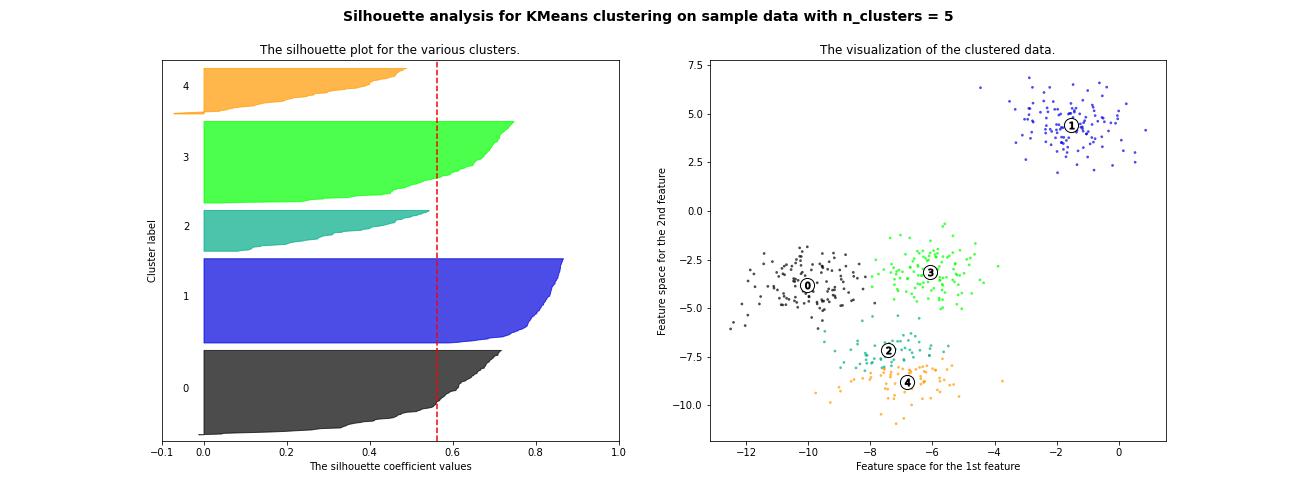 Silhouette analysis for KMeans clustering on sample data with n_clusters = 5
The silhouette plot for the various clusters.
4
3
2
1
0
Cluster label
−0.1 0.0 0.2 0.4 0.6 0.8 1.0
The silhouette coefficient values
The visualization of the clustered data.
7.5
5.0
2.5
0.0
−2.5
−5.0
−7.5
−10.0
Feature space for the 2nd feature
1
3
0
2
4
−12 −10 −8 −6 −4 −2 0
Feature space for the 1st feature